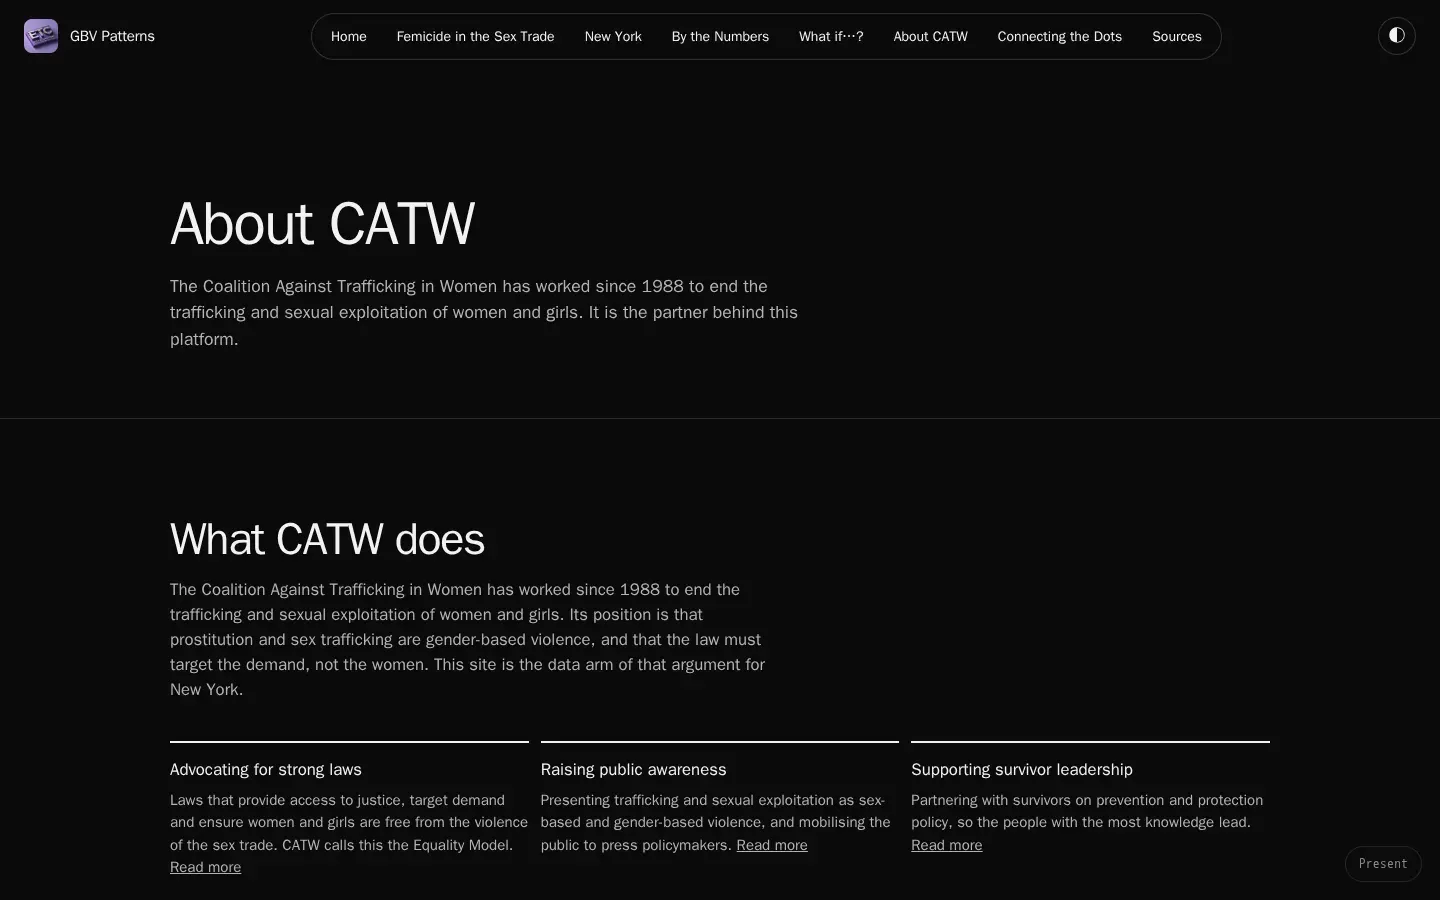 GBV Patterns
Home
Femicide in the Sex Trade
New York
By the Numbers
What if···?
About CATW
Connecting the Dots
Sources
About CATW
The Coalition Against Trafficking in Women has worked since 1988 to end the
trafficking and sexual exploitation of women and girls. It is the partner behind this
platform.
What CATW does
The Coalition Against Trafficking in Women has worked since 1988 to end the
trafficking and sexual exploitation of women and girls. Its position is that
prostitution and sex trafficking are gender-based violence, and that the law must
target the demand, not the women. This site is the data arm of that argument for
New York.
Advocating for strong laws
Laws that provide access to justice, target demand
and ensure women and girls are free from the violence
of the sex trade. CATW calls this the Equality Model.
Read more
Raising public awareness
Presenting trafficking and sexual exploitation as sex-
based and gender-based violence, and mobilising the
public to press policymakers. Read more
Supporting survivor leadership
Partnering with survivors on prevention and protection
policy, so the people with the most knowledge lead.
Read more
Present